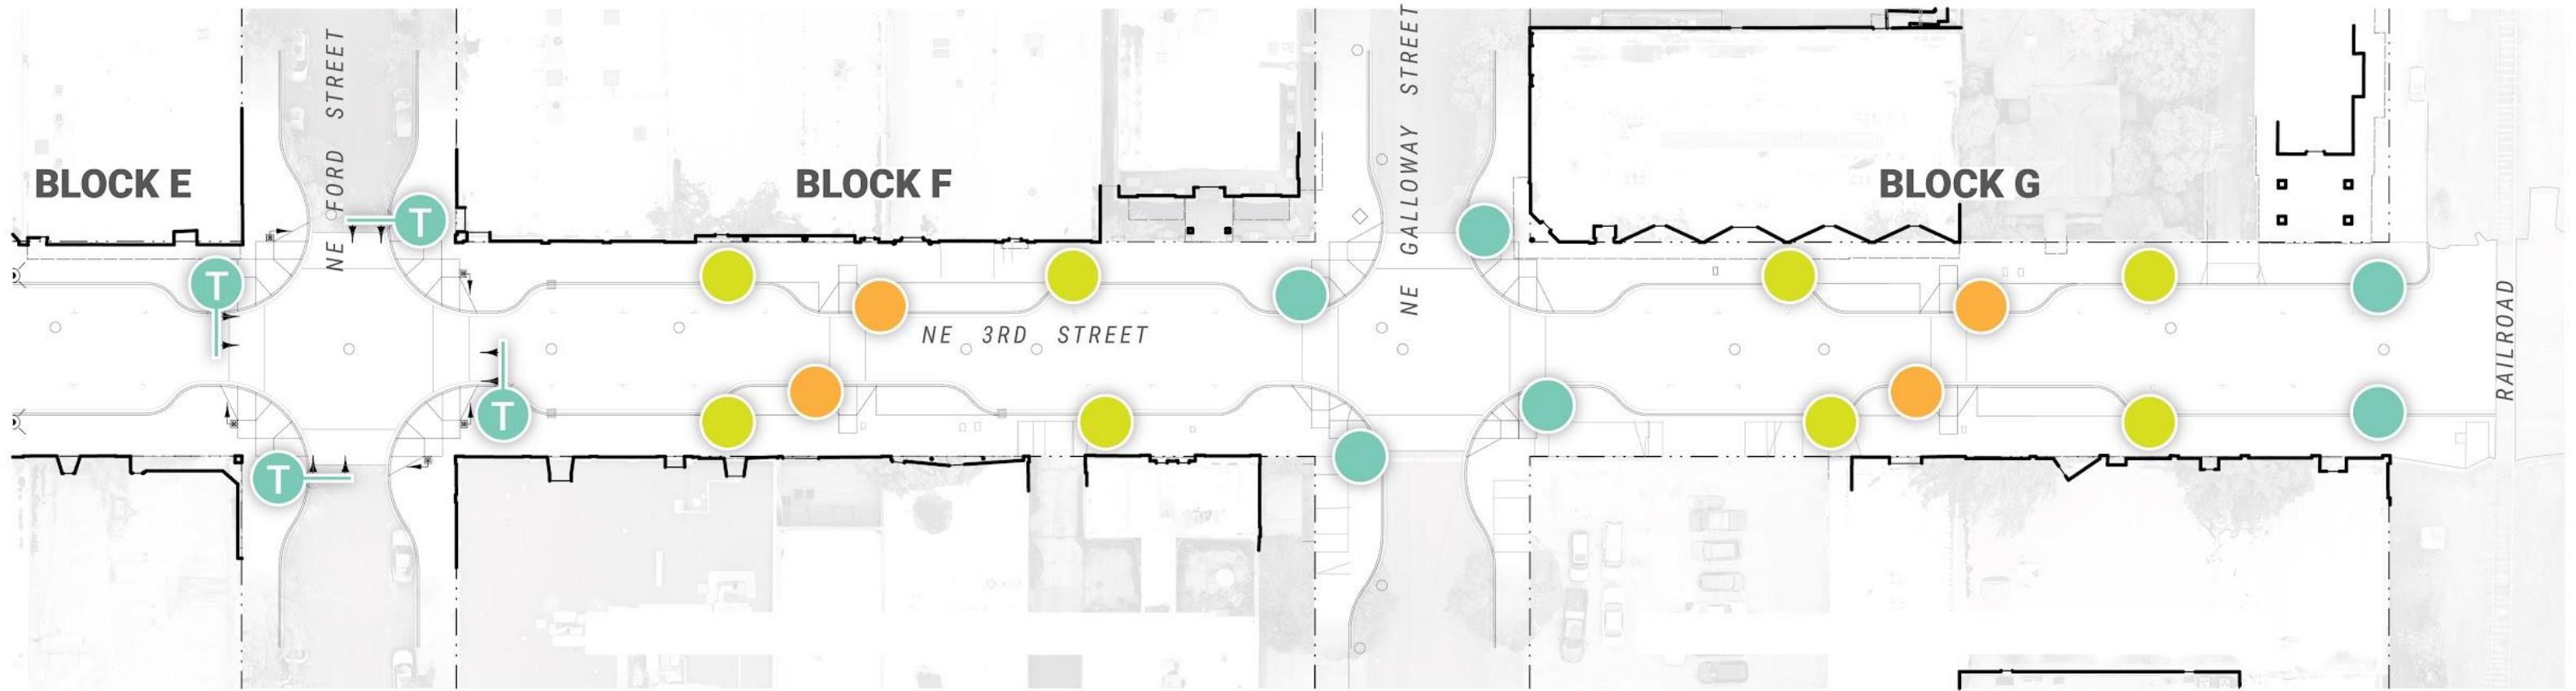 NE FORD STREET
NE GALLOWAY STREET
BLOCK E
BLOCK F
BLOCK G
T
T
T
T
NE 3RD STREET
RAILROAD